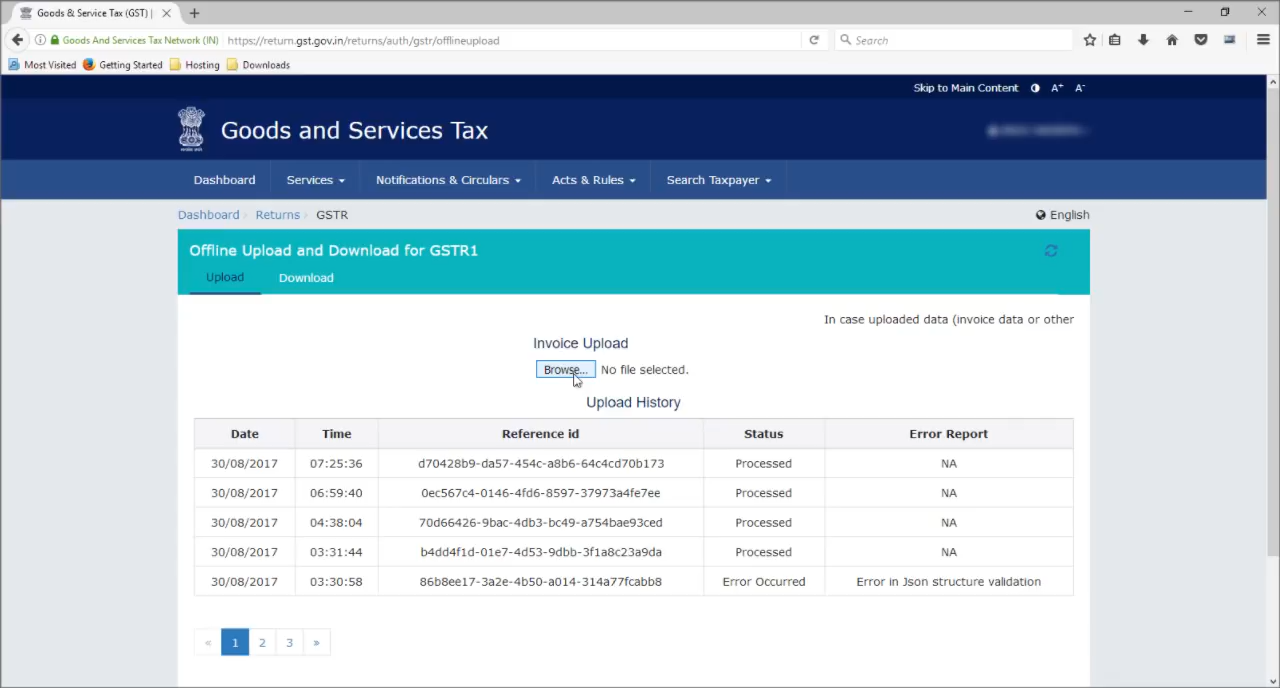 Goods & Service Tax (GST) |
Goods And Services Tax Network (IN) https://return.gst.gov.in/returns/auth/gstr/offlineupload Search
Most Visited Getting Started Hosting Downloads
Skip to Main Content A+ A-
Goods and Services Tax
Dashboard Services Notifications & Circulars Acts & Rules Search Taxpayer
Dashboard Returns GSTR English
Offline Upload and Download for GSTR1
Upload Download
In case uploaded data (invoice data or other
Invoice Upload
Browse... No file selected.
Upload History
Date Time Reference id Status Error Report
30/08/2017 07:25:36 d70428b9-da57-454c-a8b6-64c4cd70b173 Processed NA
30/08/2017 06:59:40 0ec567c4-0146-4fd6-8597-37973a4fe7ee Processed NA
30/08/2017 04:38:04 70d66426-9bac-4db3-bc49-a754bae93ced Processed NA
30/08/2017 03:31:44 b4dd4f1d-01e7-4d53-9dbb-3f1a8c23a9da Processed NA
30/08/2017 03:30:58 86b8ee17-3a2e-4b50-a014-314a77fcabb8 Error Occurred Error in Json structure validation
« 1 2 3 »